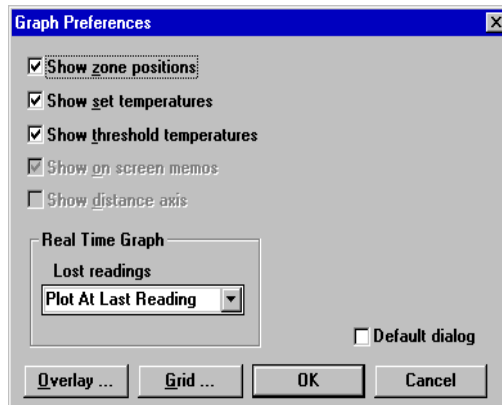 Graph Preferences
Show zone positions
Show set temperatures
Show threshold temperatures
Show on screen memos
Show distance axis
Real Time Graph
Lost readings
Plot At Last Reading
Default dialog
Overlay ... Grid ... OK Cancel